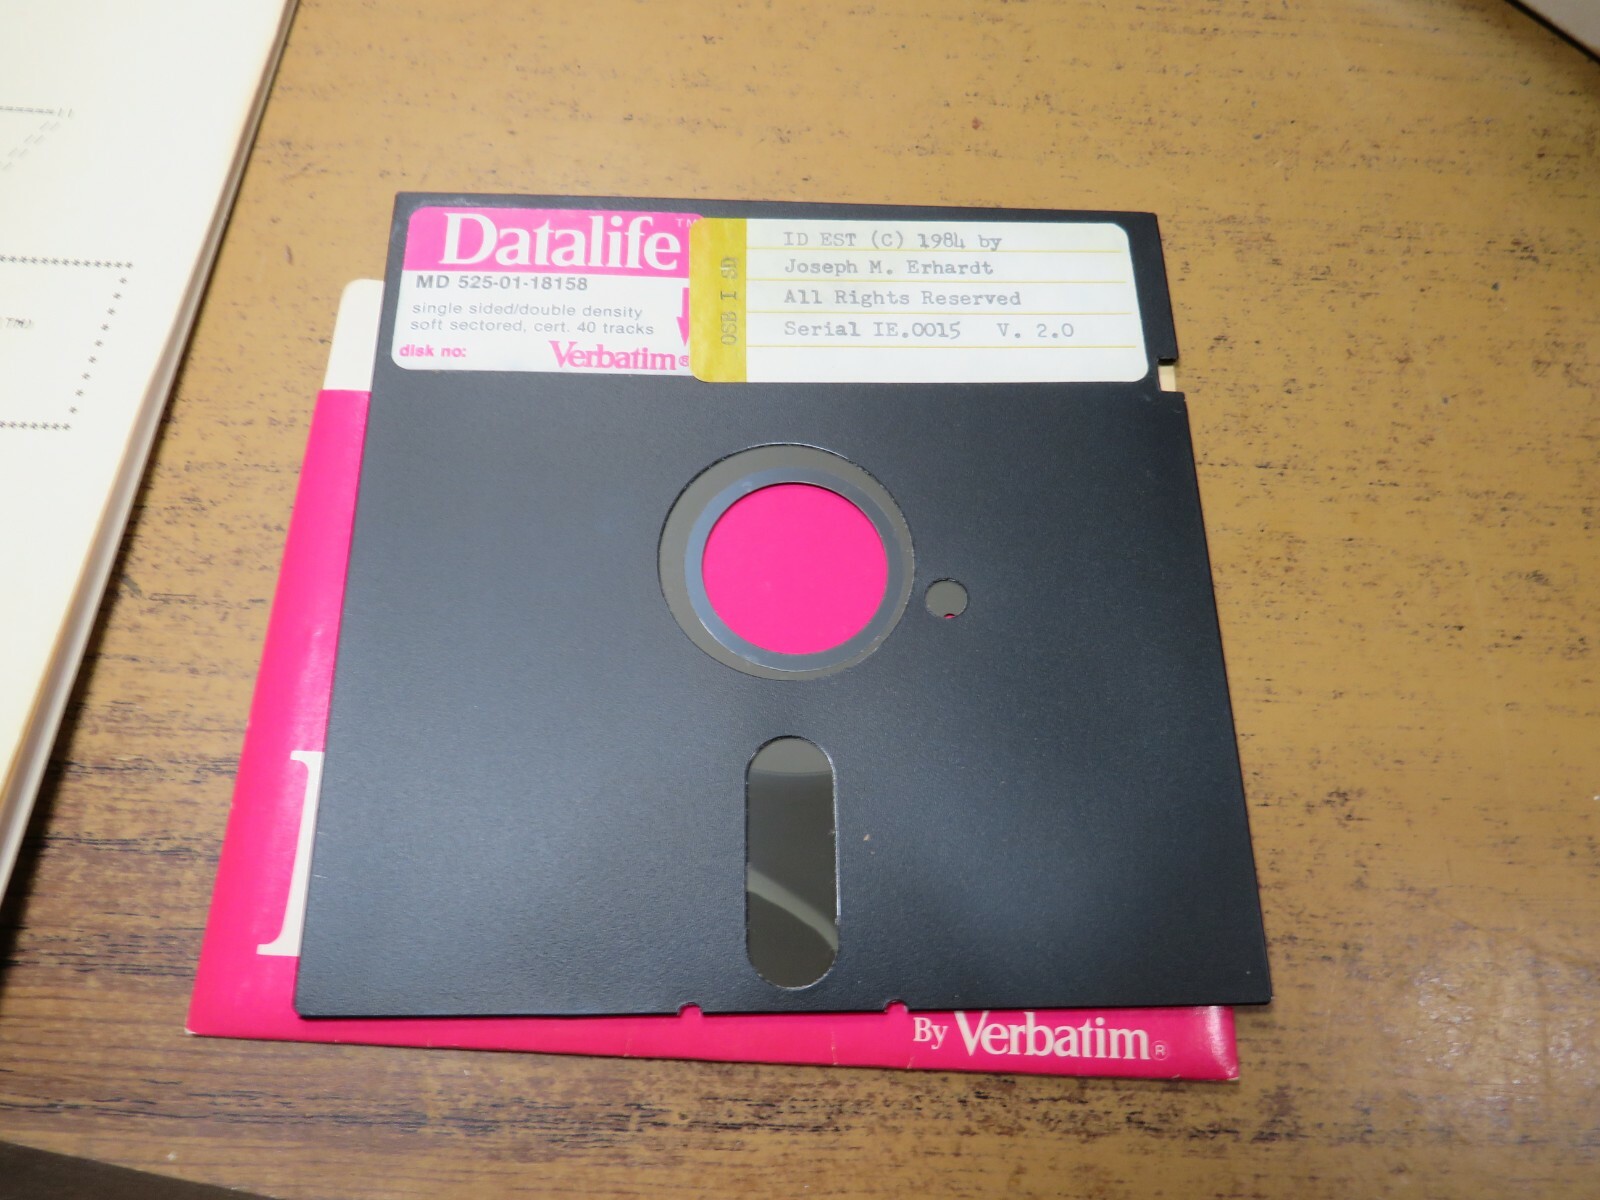 Datalife™
MD 525-01-18158
single sided/double density
soft sectored, cert. 40 tracks
disk no:
Verbatim®
OSB I SD
ID EST (C) 1984 by
Joseph M. Erhardt
All Rights Reserved
Serial IE.0015 V. 2.0
By Verbatim®